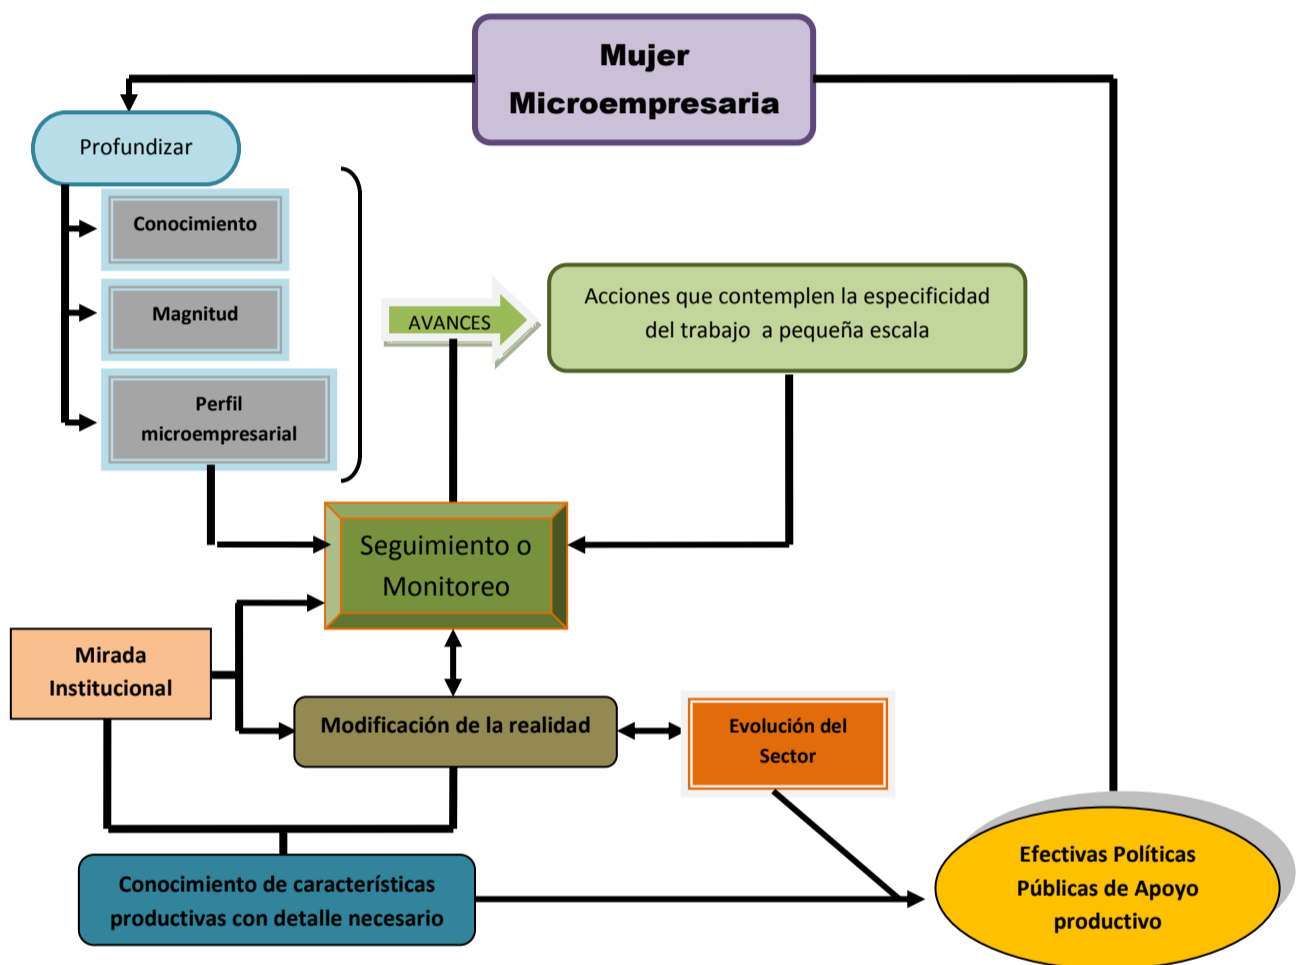 Mujer
Microempresaria
Profundizar
Conocimiento
Magnitud
Perfil
microempresarial
AVANCES
Acciones que contemplen la especificidad
del trabajo a pequeña escala
Seguimiento o
Monitoreo
Mirada
Institucional
Modificación de la realidad
Evolución del
Sector
Conocimiento de características
productivas con detalle necesario
Efectivas Políticas
Públicas de Apoyo
productivo